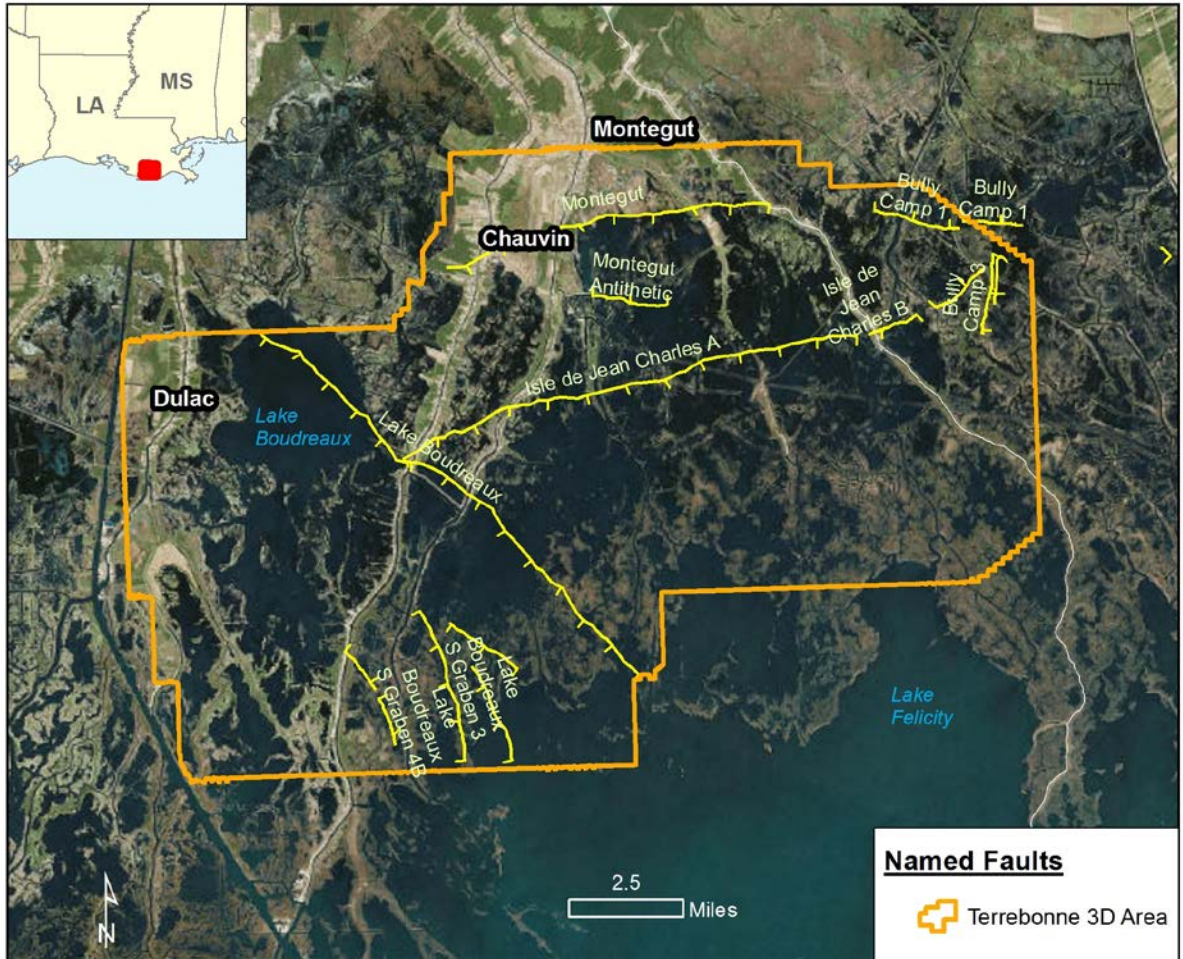 LA
MS
Montegut
Montegut
Bully
Camp 1
Bully
Camp 1
Chauvin
Montegut
Antithetic
Isle de
Jean
Charles B
Bully
Camp 3
Isle de Jean Charles A
Dulac
Lake
Boudreaux
Lake Boudreaux
Lake
Boudreaux
S Graben 3
Lake
Boudreaux
S Graben 4B
Lake
Felicity
2.5
Miles
N
Named Faults
Terrebonne 3D Area